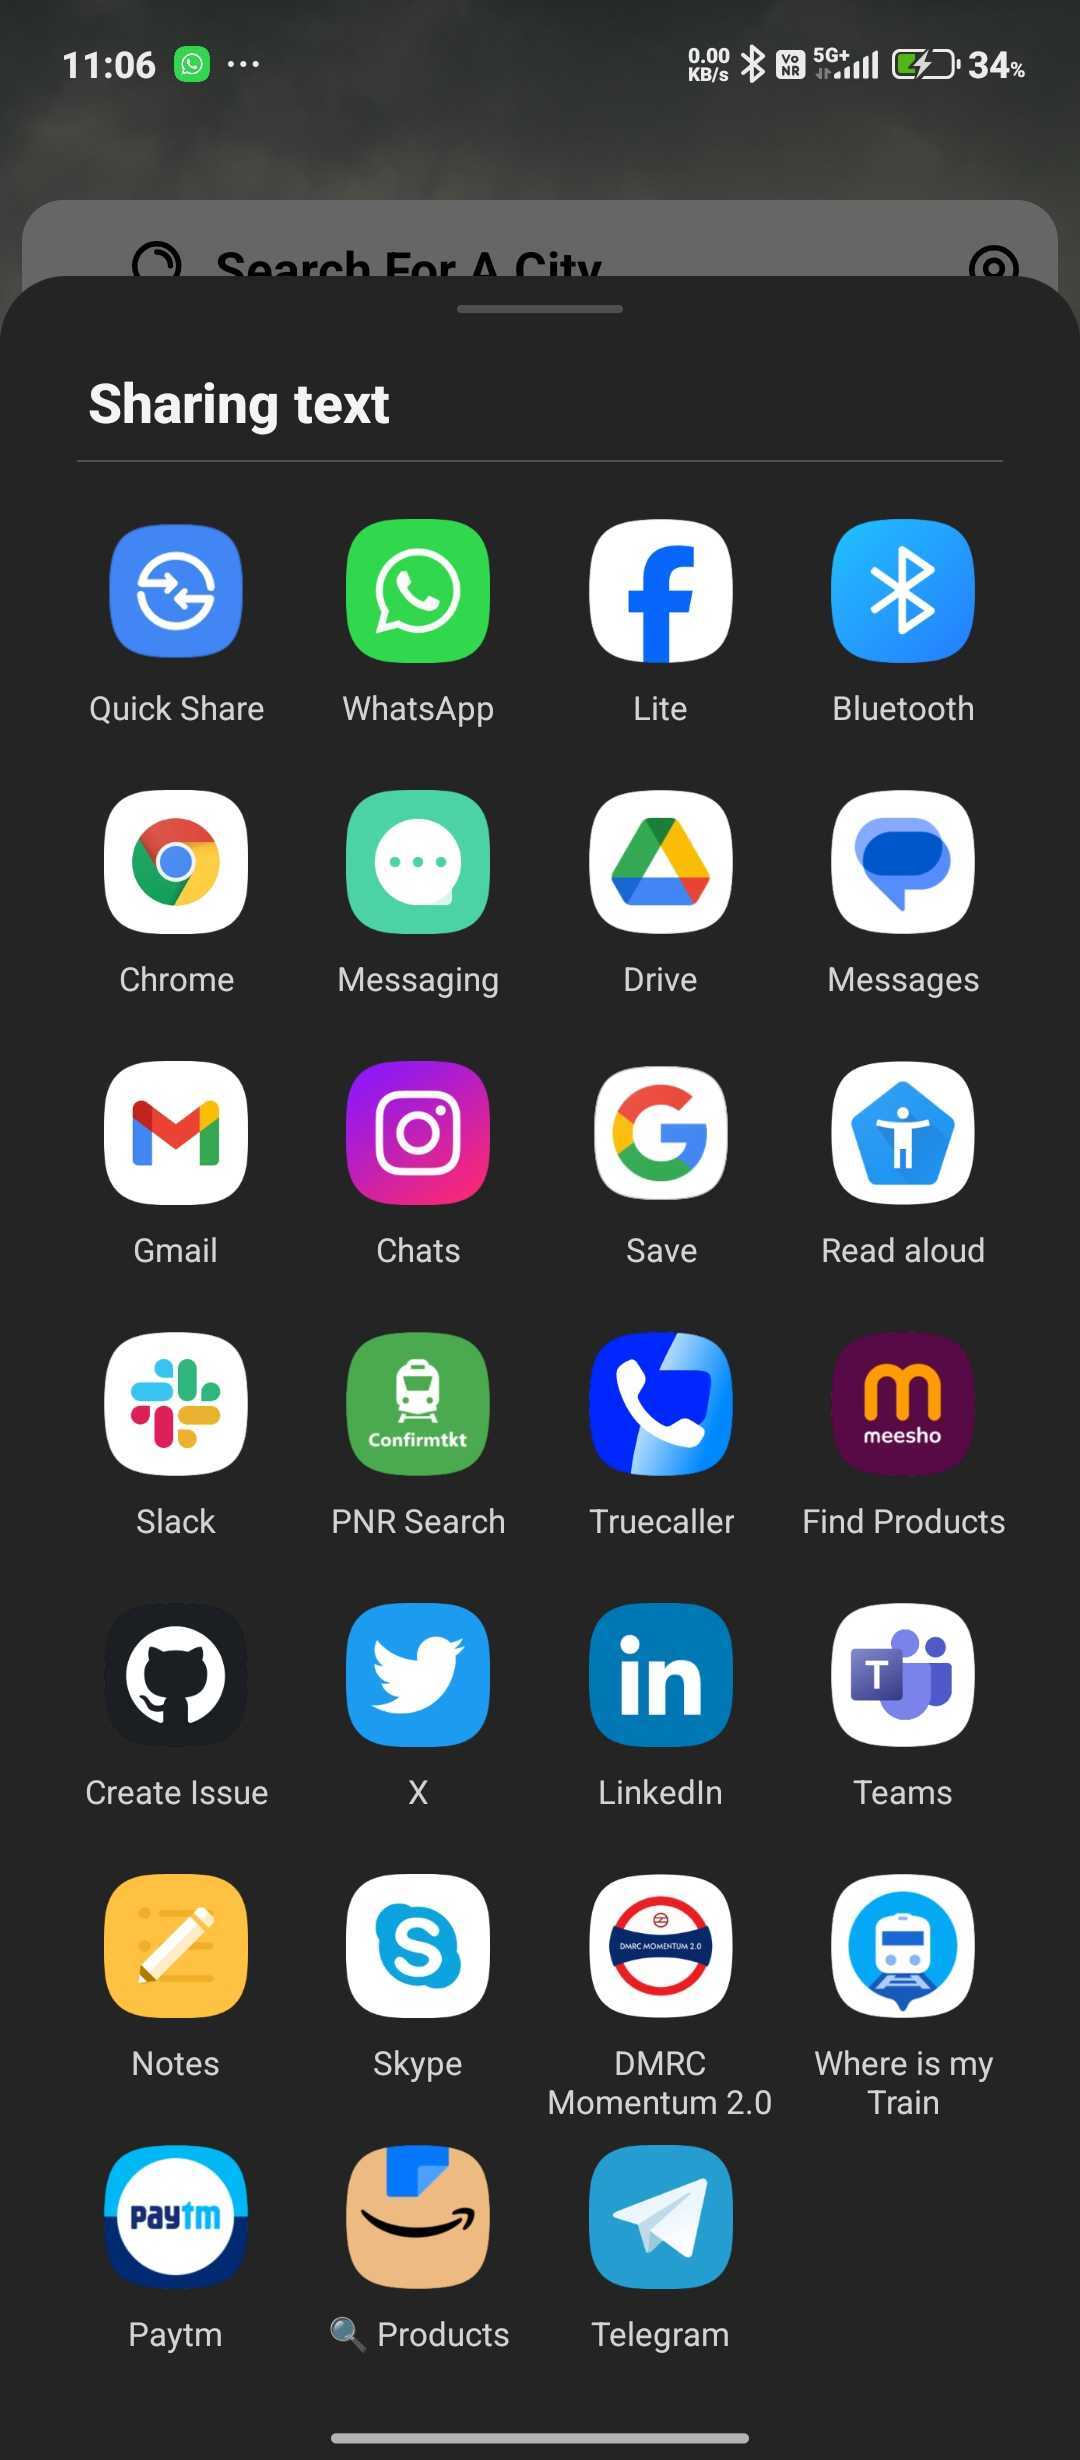 11:06
0.00
KB/s
Vo
NR
5G+
34%
Search For A City
Sharing text
Quick Share
WhatsApp
Lite
Bluetooth
Chrome
Messaging
Drive
Messages
Gmail
Chats
Save
Read aloud
Confirmtkt
meesho
Slack
PNR Search
Truecaller
Find Products
in
T
Create Issue
X
LinkedIn
Teams
S
DMRC MOMENTUM 2.0
Notes
Skype
DMRC
Momentum 2.0
Where is my
Train
paytm
Paytm
🔍 Products
Telegram